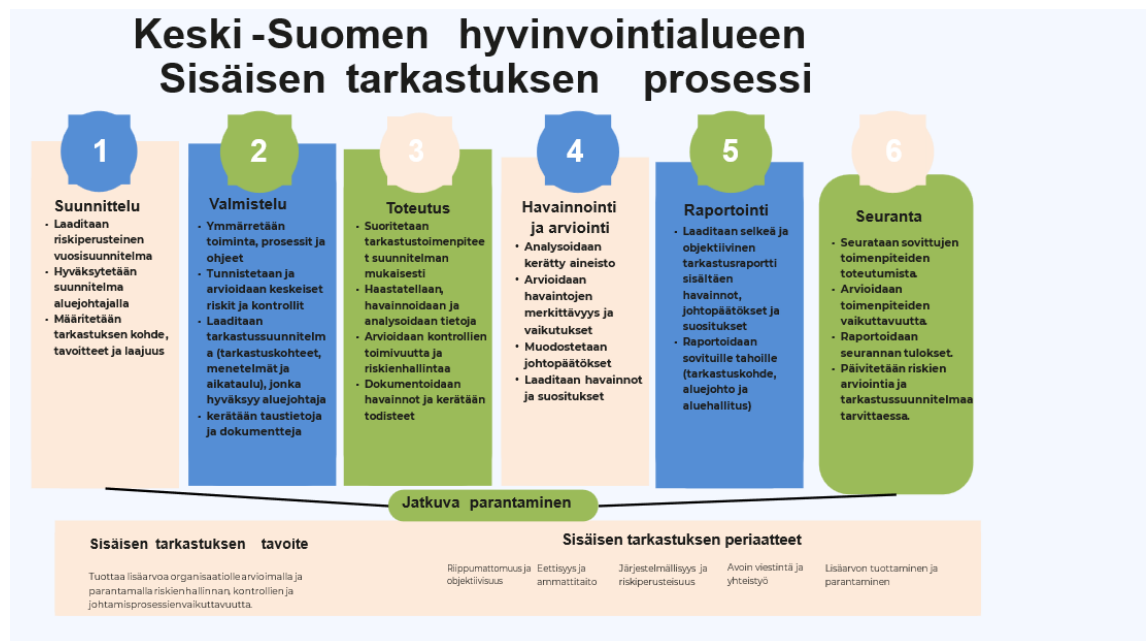 Keski-Suomen hyvinvointialueen
Sisäisen tarkastuksen prosessi
1
Suunnittelu
• Laaditaan
riskiperusteinen
vuosisuunnitelma
• Hyväksytetään
suunnitelma
aluejohtajalla
• Määritetään
tarkastuksen kohde,
tavoitteet ja laajuus
2
Valmistelu
• Ymmärretään
toiminta, prosessit ja
ohjeet
• Tunnistetaan ja
arvioidaan keskeiset
riskit ja kontrollit
• Laaditaan
tarkastussuunnitelm
a (tarkastuskohteet,
menetelmät ja
aikataulu), jonka
hyväksyy aluejohtaja
• kerätään taustietoja
ja dokumentteja
3
Toteutus
• Suoritetaan
tarkastustoimenpitee
t suunnitelman
mukaisesti
• Haastatellaan,
havainnoidaan ja
analysoidaan tietoja
• Arvioidaan kontrollien
toimivuutta ja
riskienhallintaa
• Dokumentoidaan
havainnot ja kerätään
todisteet
4
Havainnointi
ja arviointi
• Analysoidaan
kerätty aineisto
• Arvioidaan
havaintojen
merkittävyys ja
vaikutukset
• Muodostetaan
johtopäätökset
• Laaditaan havainnot
ja suositukset
5
Raportointi
• Laaditaan selkeä ja
objektiivinen
tarkastusraportti
sisältäen
havainnot,
johtopäätökset ja
suositukset
• Raportoidaan
sovituille tahoille
(tarkastuskohde,
aluejohto ja
aluehallitus)
6
Seuranta
• Seurataan sovittujen
toimenpiteiden
toteutumista.
• Arvioidaan
toimenpiteiden
vaikuttavuutta.
• Raportoidaan
seurannan tulokset.
• Päivitetään riskien
arviointia ja
tarkastussuunnitelmaa
tarvittaessa.
Jatkuva parantaminen
Sisäisen tarkastuksen tavoite
Tuottaa lisäarvoa organisaatiolle arvioimalla ja
parantamalla riskienhallinnan, kontrollien ja
johtamisprosessien vaikuttavuutta.
Sisäisen tarkastuksen periaatteet
Riippumattomuus ja
objektiivisuus
Eettisyys ja
ammattitaito
Järjestelmällisyys ja
riskiperusteisuus
Avoin viestintä ja
yhteistyö
Lisäarvon tuottaminen ja
parantaminen